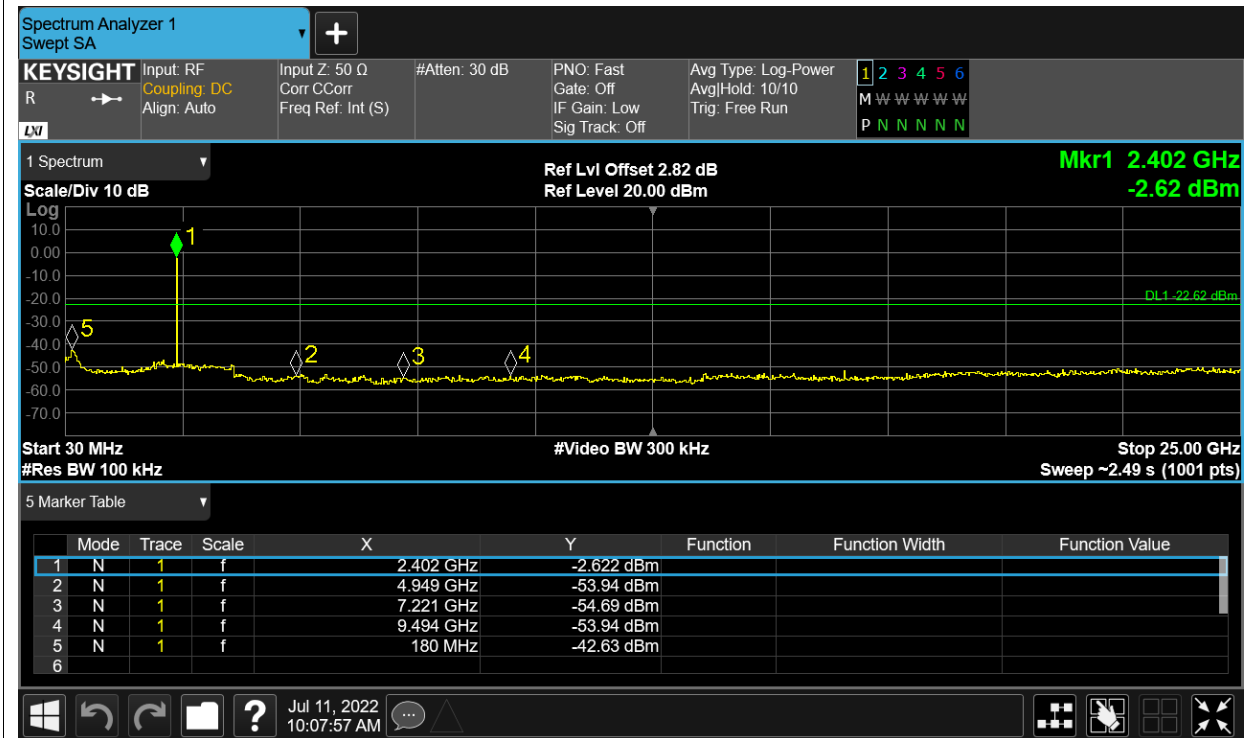 Spectrum Analyzer 1
Swept SA
+
KEYSIGHT
R
LXI
Input: RF
Coupling: DC
Align: Auto
Input Z: 50 Ω
Corr CCorr
Freq Ref: Int (S)
#Atten: 30 dB
PNO: Fast
Gate: Off
IF Gain: Low
Sig Track: Off
Avg Type: Log-Power
Avg|Hold: 10/10
Trig: Free Run
1 2 3 4 5 6
M W W W W W
P N N N N N
1 Spectrum
Scale/Div 10 dB
Ref Lvl Offset 2.82 dB
Ref Level 20.00 dBm
Mkr1 2.402 GHz
-2.62 dBm
Log
10.0
0.00
-10.0
-20.0
-30.0
-40.0
-50.0
-60.0
-70.0
1
DL1 -22.62 dBm
5
2
3
4
Start 30 MHz
#Video BW 300 kHz
Stop 25.00 GHz
#Res BW 100 kHz
Sweep ~2.49 s (1001 pts)
5 Marker Table
Mode Trace Scale X Y Function Function Width Function Value
1 N 1 f 2.402 GHz -2.622 dBm
2 N 1 f 4.949 GHz -53.94 dBm
3 N 1 f 7.221 GHz -54.69 dBm
4 N 1 f 9.494 GHz -53.94 dBm
5 N 1 f 180 MHz -42.63 dBm
6
?
Jul 11, 2022
10:07:57 AM